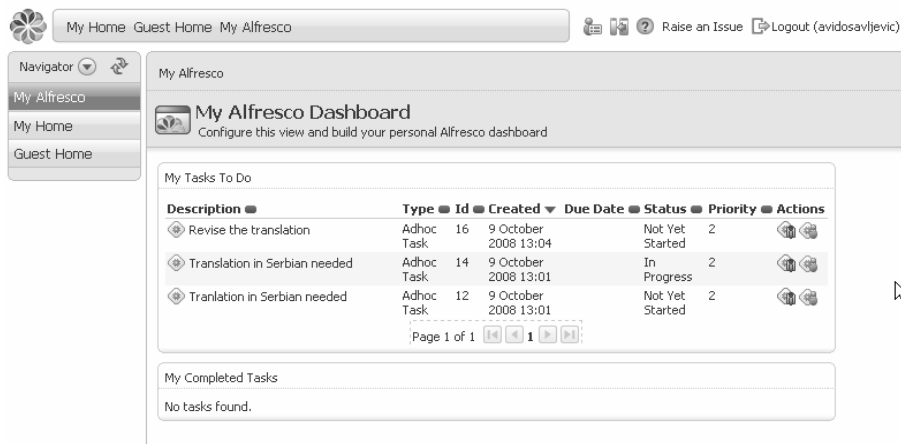 My Home Guest Home My Alfresco
Raise an Issue Logout (avidosavljevic)
Navigator
My Alfresco
My Home
Guest Home
My Alfresco
My Alfresco Dashboard
Configure this view and build your personal Alfresco dashboard
My Tasks To Do
Description Type Id Created Due Date Status Priority Actions
Revise the translation Adhoc 16 9 October Not Yet 2
Task 2008 13:04 Started
Translation in Serbian needed Adhoc 14 9 October In 2
Task 2008 13:01 Progress
Tranlation in Serbian needed Adhoc 12 9 October Not Yet 2
Task 2008 13:01 Started
Page 1 of 1 1
My Completed Tasks
No tasks found.